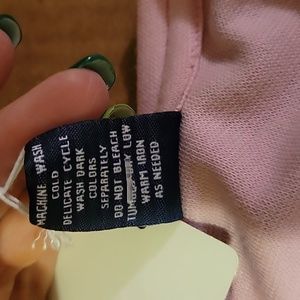 MACHINE WASH
COLD
DELICATE CYCLE
WASH DARK
COLORS
SEPARATELY
DO NOT BLEACH
TUMBLE DRY LOW
WARM IRON
AS NEEDED